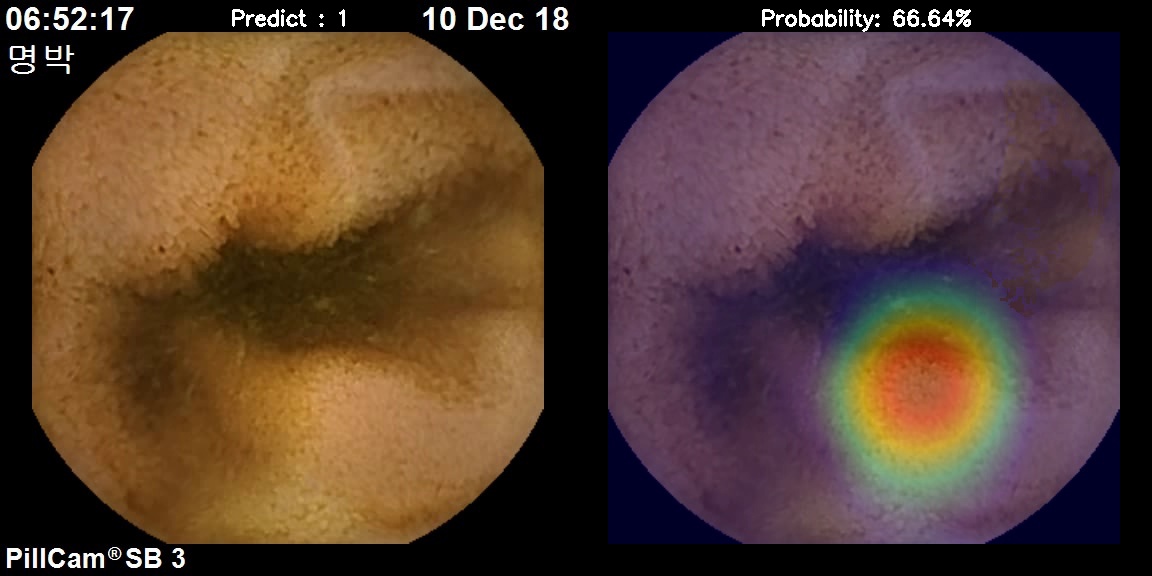 06:52:17
Predict : 1
10 Dec 18
Probability: 66.64%
명박
PillCam® SB 3